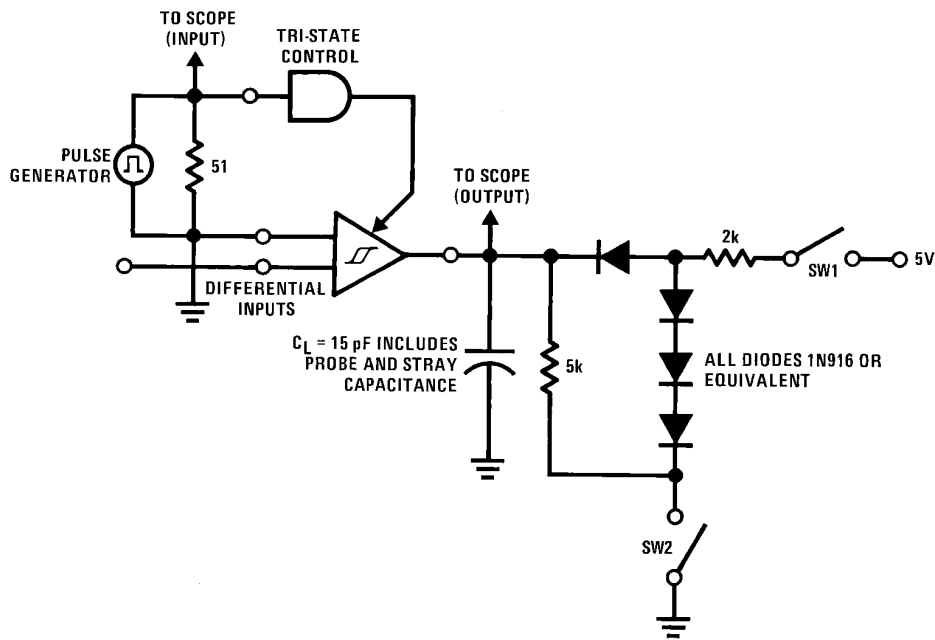 TO SCOPE
(INPUT)
TRI-STATE
CONTROL
PULSE
GENERATOR
51
TO SCOPE
(OUTPUT)
2k
SW1
5V
DIFFERENTIAL
INPUTS
CL = 15 pF INCLUDES
PROBE AND STRAY
CAPACITANCE
5k
ALL DIODES 1N916 OR
EQUIVALENT
SW2